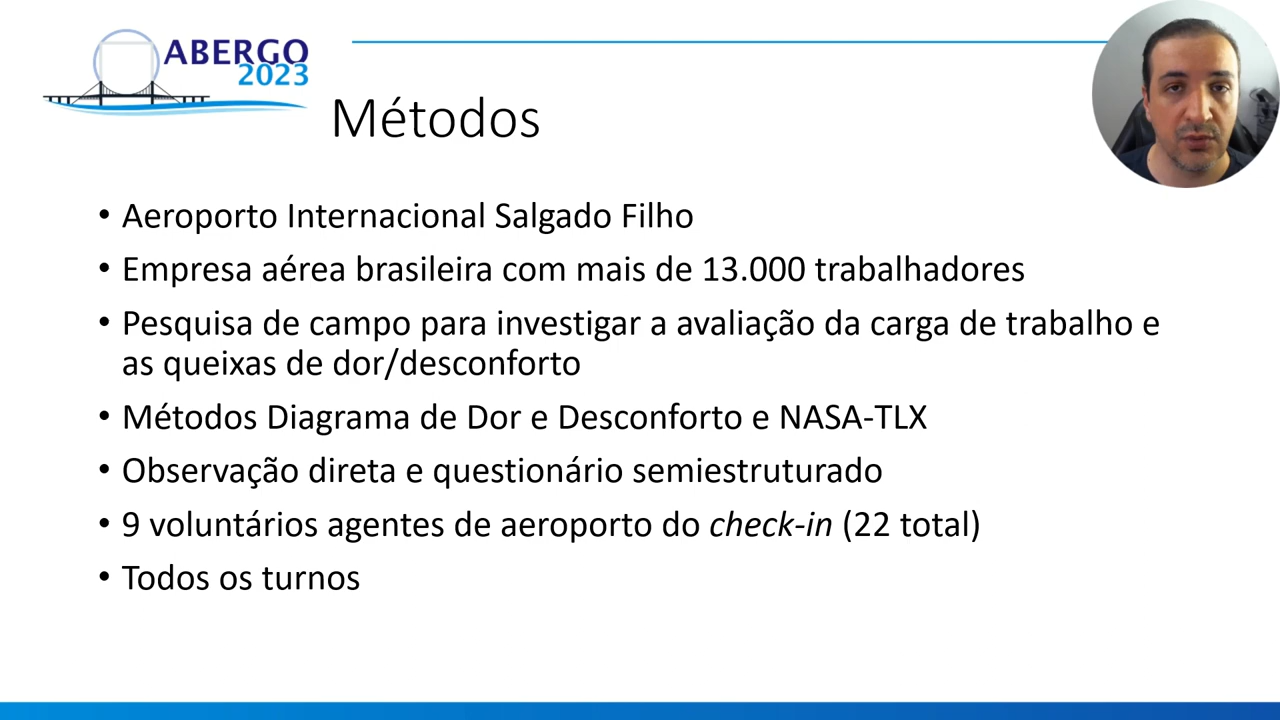 ABERGO
2023
Métodos
• Aeroporto Internacional Salgado Filho
• Empresa aérea brasileira com mais de 13.000 trabalhadores
• Pesquisa de campo para investigar a avaliação da carga de trabalho e
as queixas de dor/desconforto
• Métodos Diagrama de Dor e Desconforto e NASA-TLX
• Observação direta e questionário semiestruturado
• 9 voluntários agentes de aeroporto do check-in (22 total)
• Todos os turnos